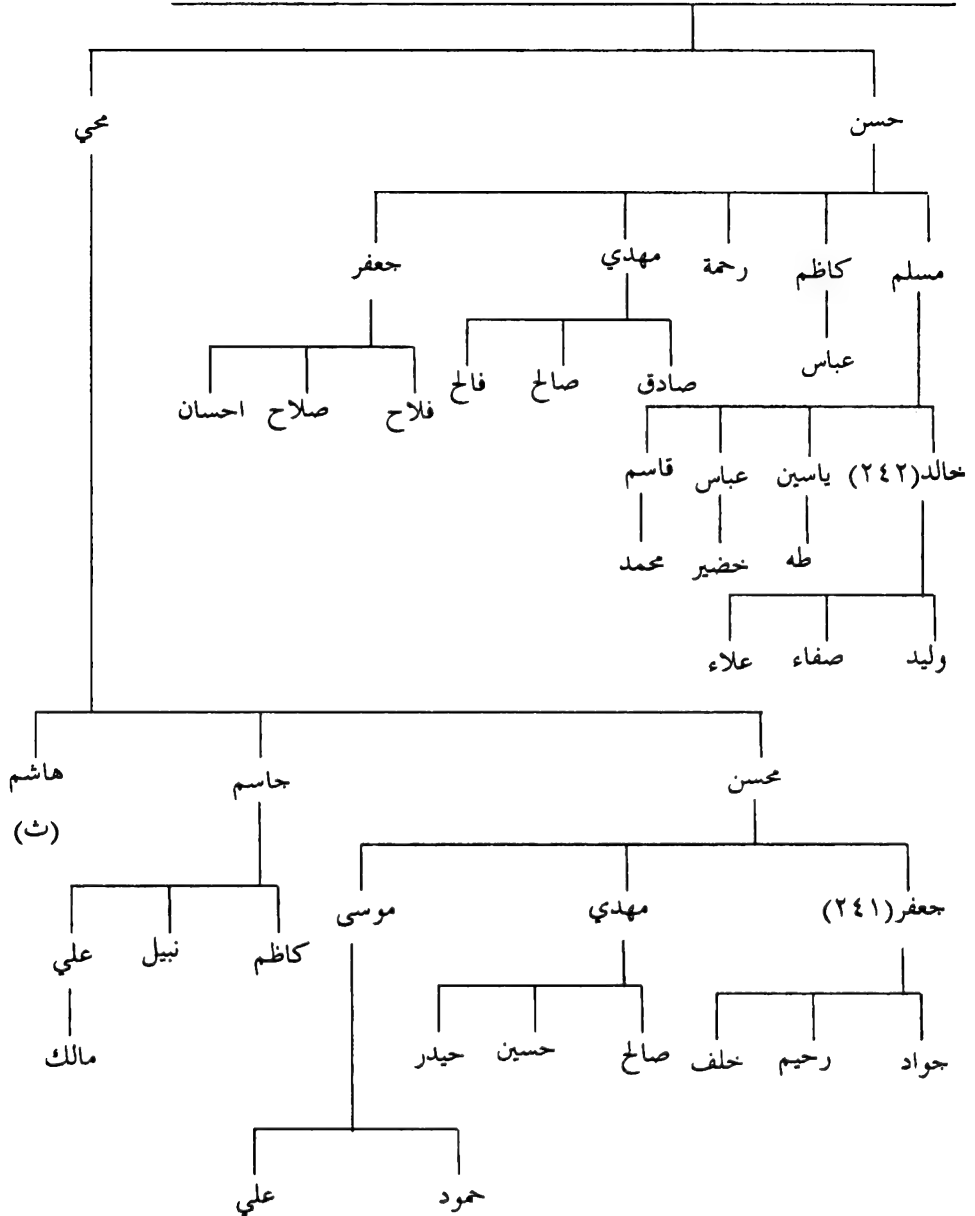 حسن محي
مسلم كاظم رحمة مهدي جعفر
عباس
صادق صالح فالح
فلاح صلاح احسان
خالد(٢٤٢) ياسين عباس قاسم
طه خضير محمد
وليد صفاء علاء
محسن جاسم هاشم
(ث)
جعفر(٢٤١) مهدي موسى
كاظم نبيل علي
جواد رحيم خلف صالح حسين حيدر
مالك
حمود علي